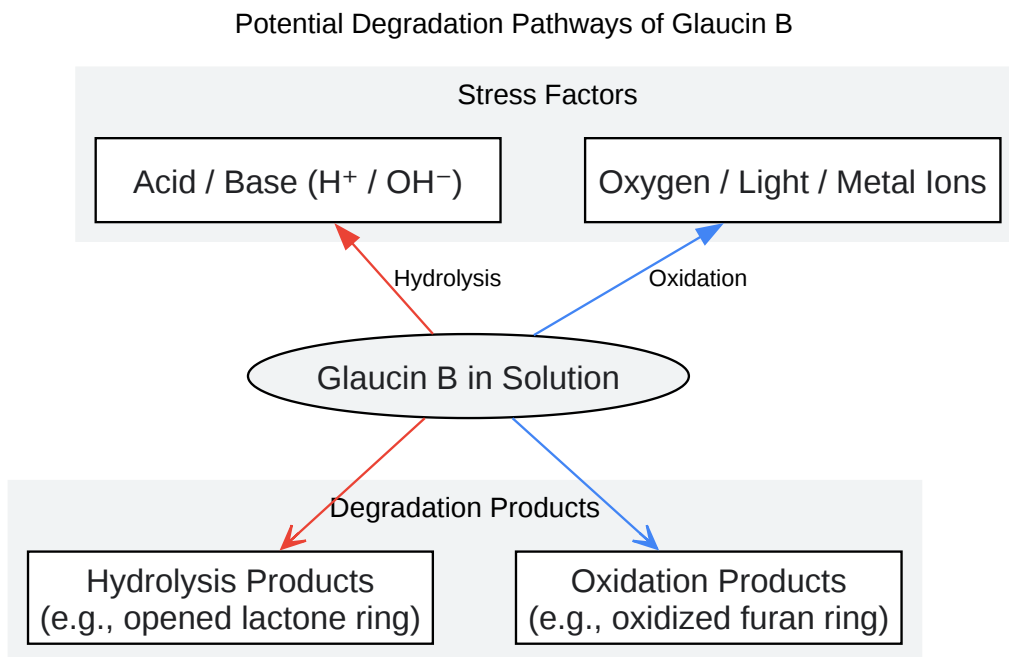 Potential Degradation Pathways of Glaucin B
Stress Factors
Acid / Base (H⁺ / OH⁻)
Oxygen / Light / Metal Ions
Hydrolysis
Oxidation
Glaucin B in Solution
Degradation Products
Hydrolysis Products
(e.g., opened lactone ring)
Oxidation Products
(e.g., oxidized furan ring)